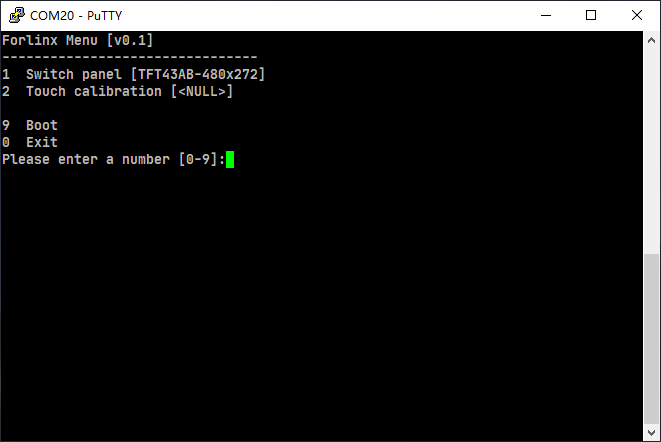 COM20 - PuTTY
Forlinx Menu [v0.1]
--------------------------------
1  Switch panel [TFT43AB-480x272]
2  Touch calibration [<NULL>]
9  Boot
0  Exit
Please enter a number [0-9]: